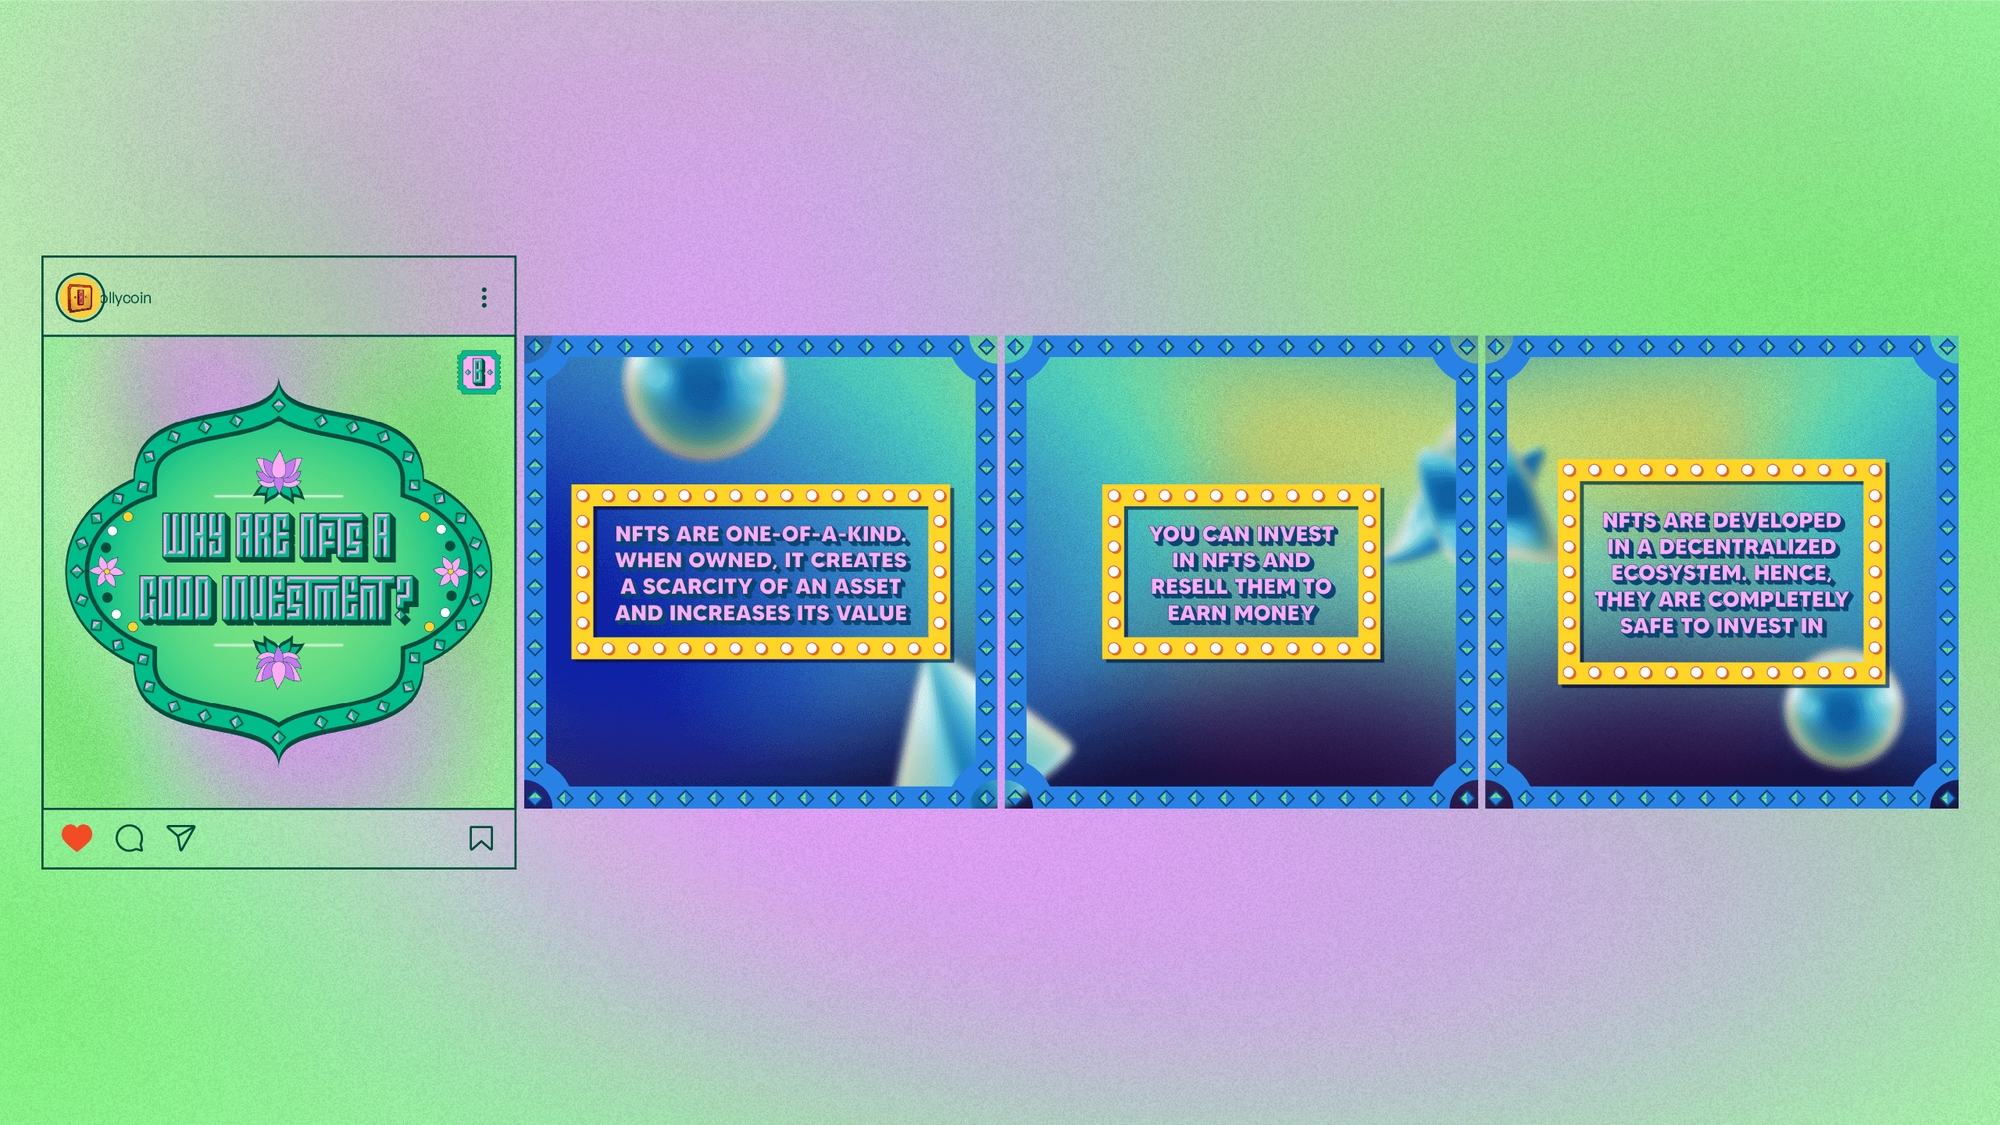 ollycoin
B
WHY ARE NFTS A
GOOD INVESTMENT?
NFTS ARE ONE-OF-A-KIND.
WHEN OWNED, IT CREATES
A SCARCITY OF AN ASSET
AND INCREASES ITS VALUE
YOU CAN INVEST
IN NFTS AND
RESELL THEM TO
EARN MONEY
NFTS ARE DEVELOPED
IN A DECENTRALIZED
ECOSYSTEM. HENCE,
THEY ARE COMPLETELY
SAFE TO INVEST IN